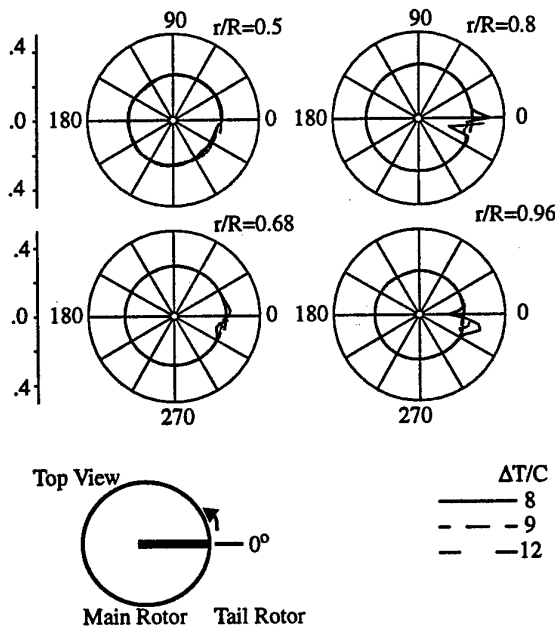 90
r/R=0.5
r/R=0.8
.4
.0
.4
180
0
180
0
r/R=0.68
r/R=0.96
.4
.0
.4
180
0
180
0
270
270
Top View
0°
Main Rotor
Tail Rotor
ΔT/C
8
9
12
90